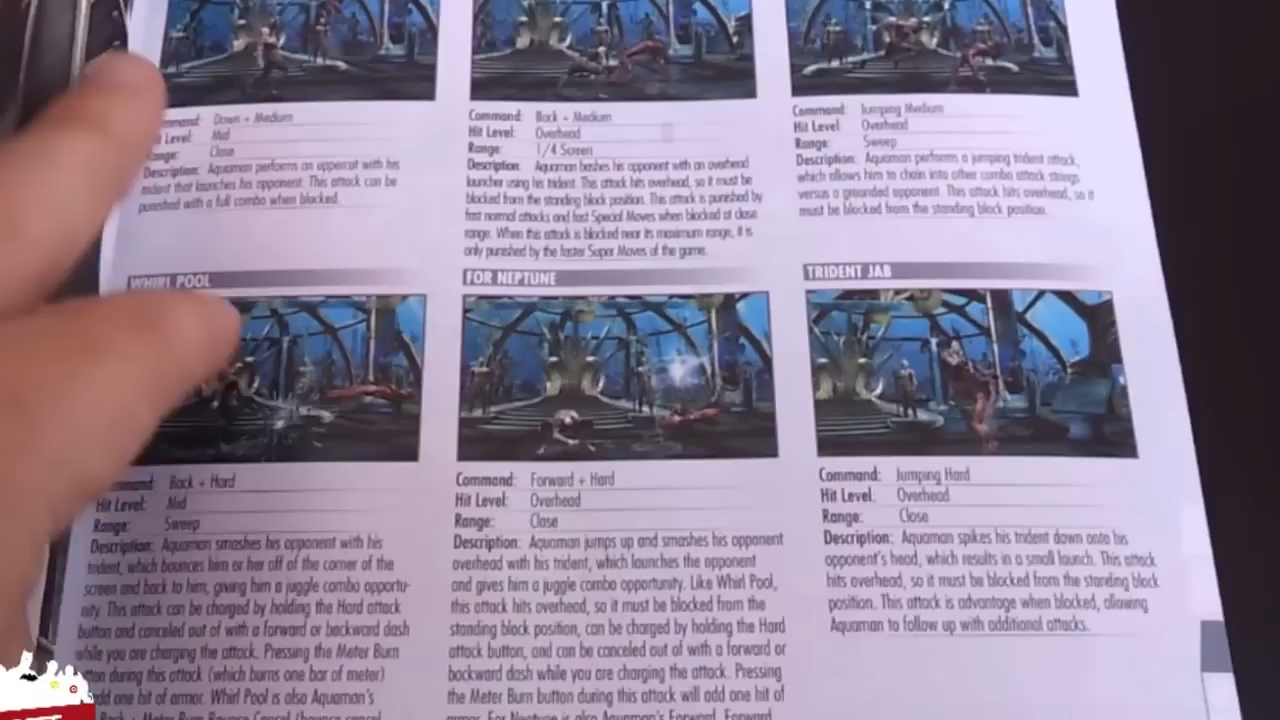 Command: Down + Medium
Level: Mid
Range: Close
Description: Aquaman performs an uppercut with his
trident that launches his opponent. This attack can be
punished with a full combo when blocked.
Command: Back + Medium
Hit Level: Overhead
Range: 1/4 Screen
Description: Aquaman bashes his opponent with an overhead
launcher using his trident. This attack hits overhead, so it must be
blocked from the standing block position. This attack is punished by
fast normal attacks and fast Special Moves when blocked at close
range. When this attack is blocked near its maximum range, it is
only punished by the faster Super Moves of the game.
Command: Jumping Medium
Hit Level: Overhead
Range: Sweep
Description: Aquaman performs a jumping trident attack,
which allows him to chain into other combo attack strings
versus a grounded opponent. This attack hits overhead, so it
must be blocked from the standing block position.
WHIRL POOL
Command: Back + Hard
Hit Level: Mid
Range: Sweep
Description: Aquaman smashes his opponent with his
trident, which bounces him or her off of the corner of the
screen and back to him, giving him a juggle combo opportu-
nity. This attack can be charged by holding the Hard attack
button and canceled out of with a forward or backward dash
while you are charging the attack. Pressing the Meter Burn
button during this attack (which burns one bar of meter)
add one hit of armor. Whirl Pool is also Aquaman's
Back + Meter Burn Bounce Cancel (bounce cancel
FOR NEPTUNE
Command: Forward + Hard
Hit Level: Overhead
Range: Close
Description: Aquaman jumps up and smashes his opponent
overhead with his trident, which launches the opponent
and gives him a juggle combo opportunity. Like Whirl Pool,
this attack hits overhead, so it must be blocked from the
standing block position, can be charged by holding the Hard
attack button, and can be canceled out of with a forward or
backward dash while you are charging the attack. Pressing
the Meter Burn button during this attack will add one hit of
armor. For Neptune is also Aquaman's Forward, Forward
TRIDENT JAB
Command: Jumping Hard
Hit Level: Overhead
Range: Close
Description: Aquaman spikes his trident down onto his
opponent's head, which results in a small launch. This attack
hits overhead, so it must be blocked from the standing block
position. This attack is advantage when blocked, allowing
Aquaman to follow up with additional attacks.